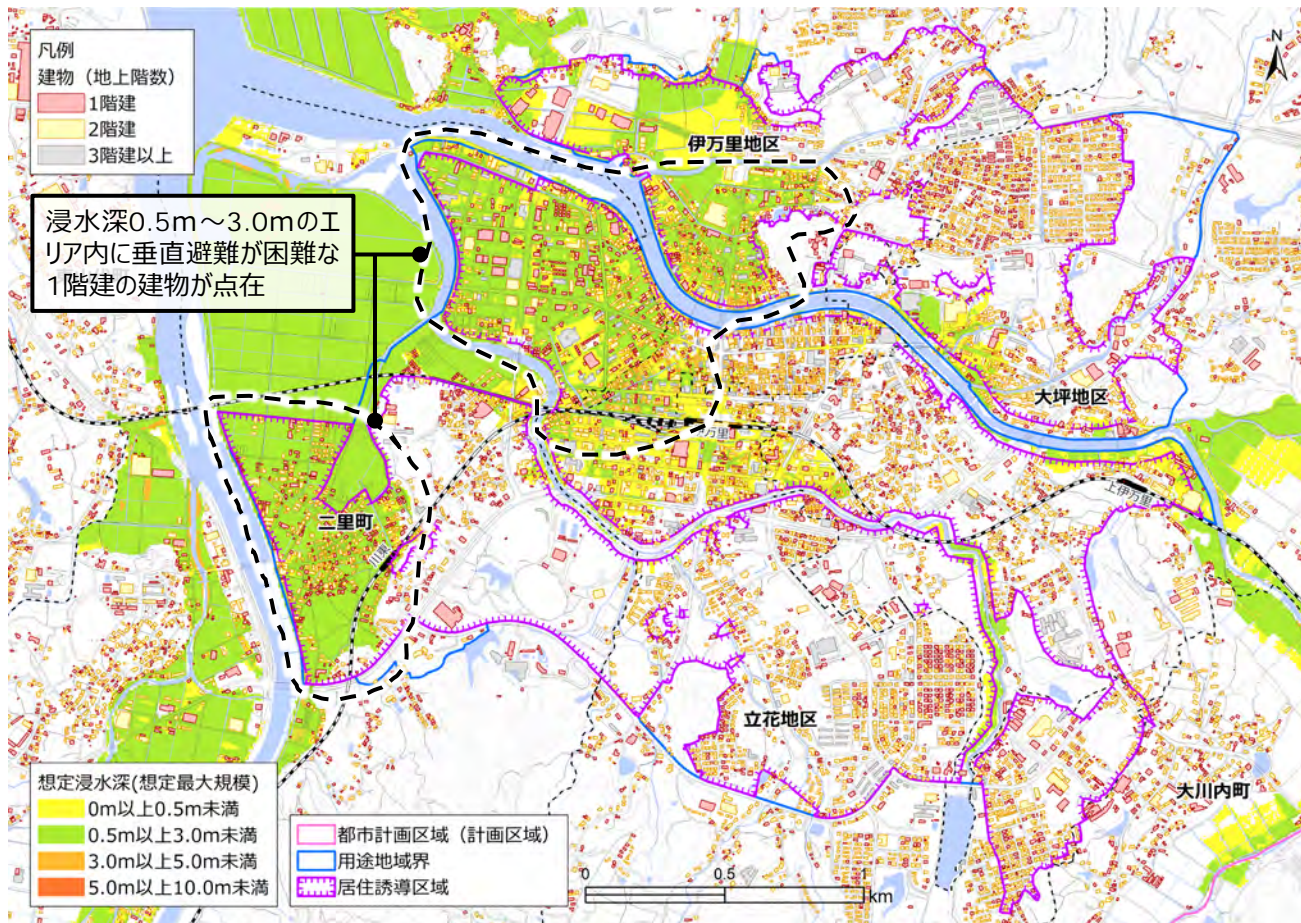 凡例
建物（地上階数）
1階建
2階建
3階建以上
N
伊万里地区
浸水深0.5m～3.0mのエ
リア内に垂直避難が困難な
1階建の建物が点在
大坪地区
伊万里
上伊万里
二里町
川東
立花地区
大川内町
想定浸水深(想定最大規模)
0m以上0.5m未満
0.5m以上3.0m未満
3.0m以上5.0m未満
5.0m以上10.0m未満
都市計画区域（計画区域）
用途地域界
居住誘導区域
0 0.5 1
km